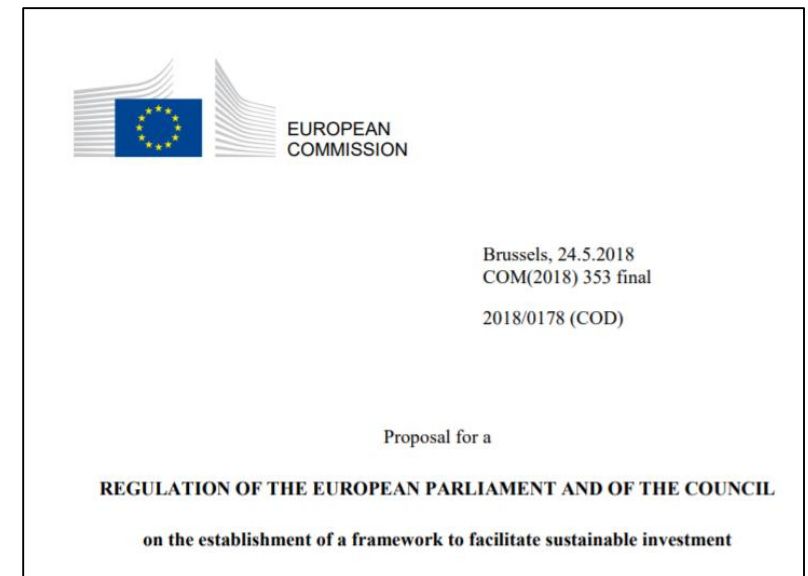 EUROPEAN
COMMISSION
Brussels, 24.5.2018
COM(2018) 353 final
2018/0178 (COD)
Proposal for a
REGULATION OF THE EUROPEAN PARLIAMENT AND OF THE COUNCIL
on the establishment of a framework to facilitate sustainable investment